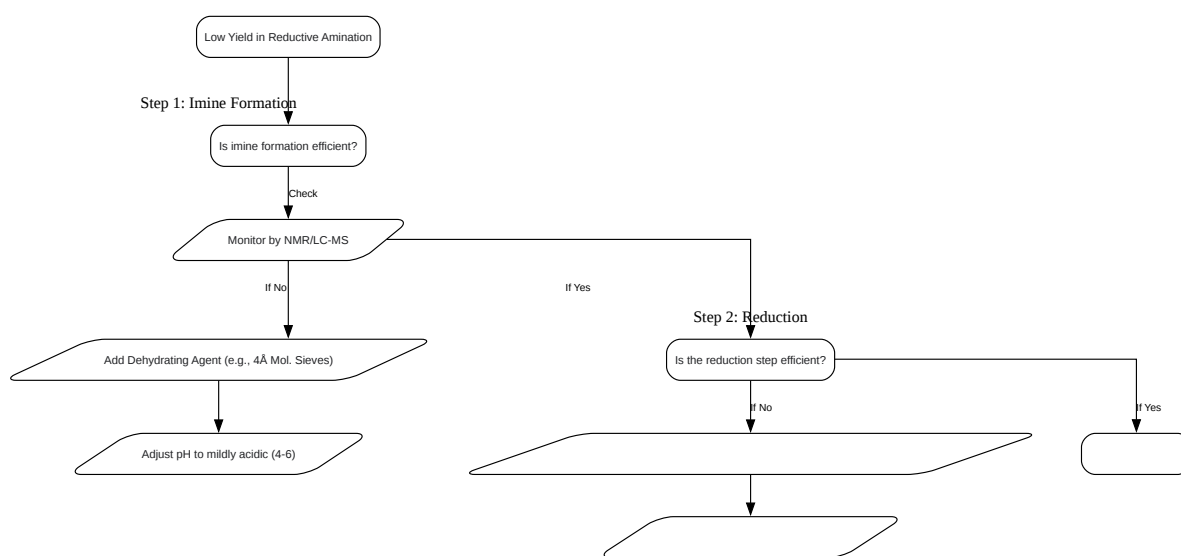 Low Yield in Reductive Amination
Step 1: Imine Formation
Is imine formation efficient?
Check
Monitor by NMR/LC-MS
If No
If Yes
Step 2: Reduction
Add Dehydrating Agent (e.g., 4Å Mol. Sieves)
Is the reduction step efficient?
If No
If Yes
Adjust pH to mildly acidic (4-6)